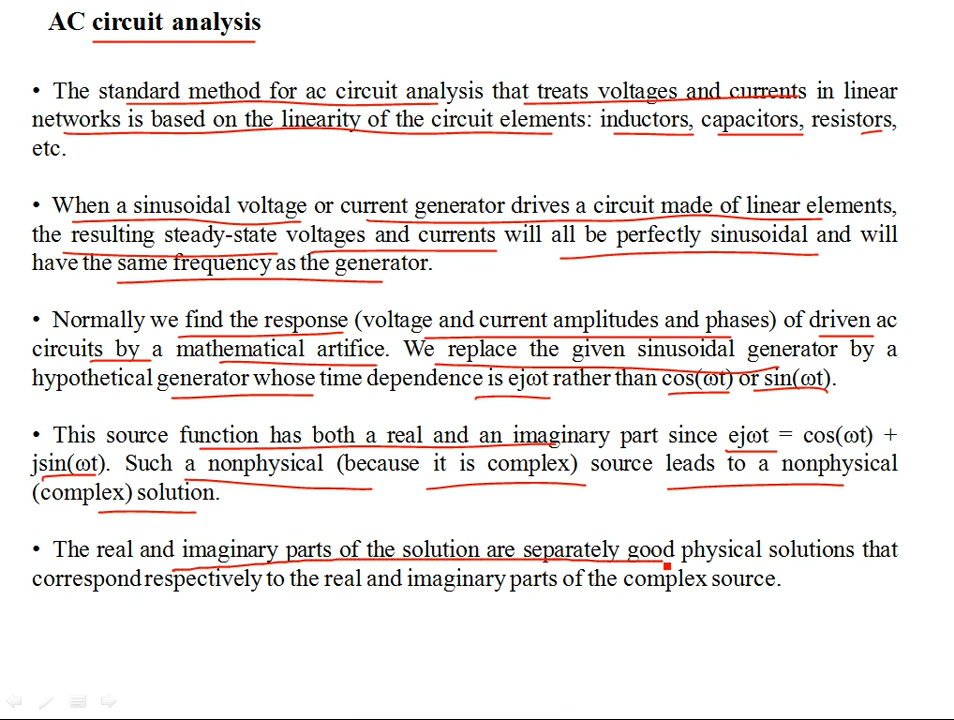 AC circuit analysis
• The standard method for ac circuit analysis that treats voltages and currents in linear
networks is based on the linearity of the circuit elements: inductors, capacitors, resistors,
etc.
• When a sinusoidal voltage or current generator drives a circuit made of linear elements,
the resulting steady-state voltages and currents will all be perfectly sinusoidal and will
have the same frequency as the generator.
• Normally we find the response (voltage and current amplitudes and phases) of driven ac
circuits by a mathematical artifice. We replace the given sinusoidal generator by a
hypothetical generator whose time dependence is ejωt rather than cos(ωt) or sin(ωt).
• This source function has both a real and an imaginary part since ejωt = cos(ωt) +
jsin(ωt). Such a nonphysical (because it is complex) source leads to a nonphysical
(complex) solution.
• The real and imaginary parts of the solution are separately good physical solutions that
correspond respectively to the real and imaginary parts of the complex source.